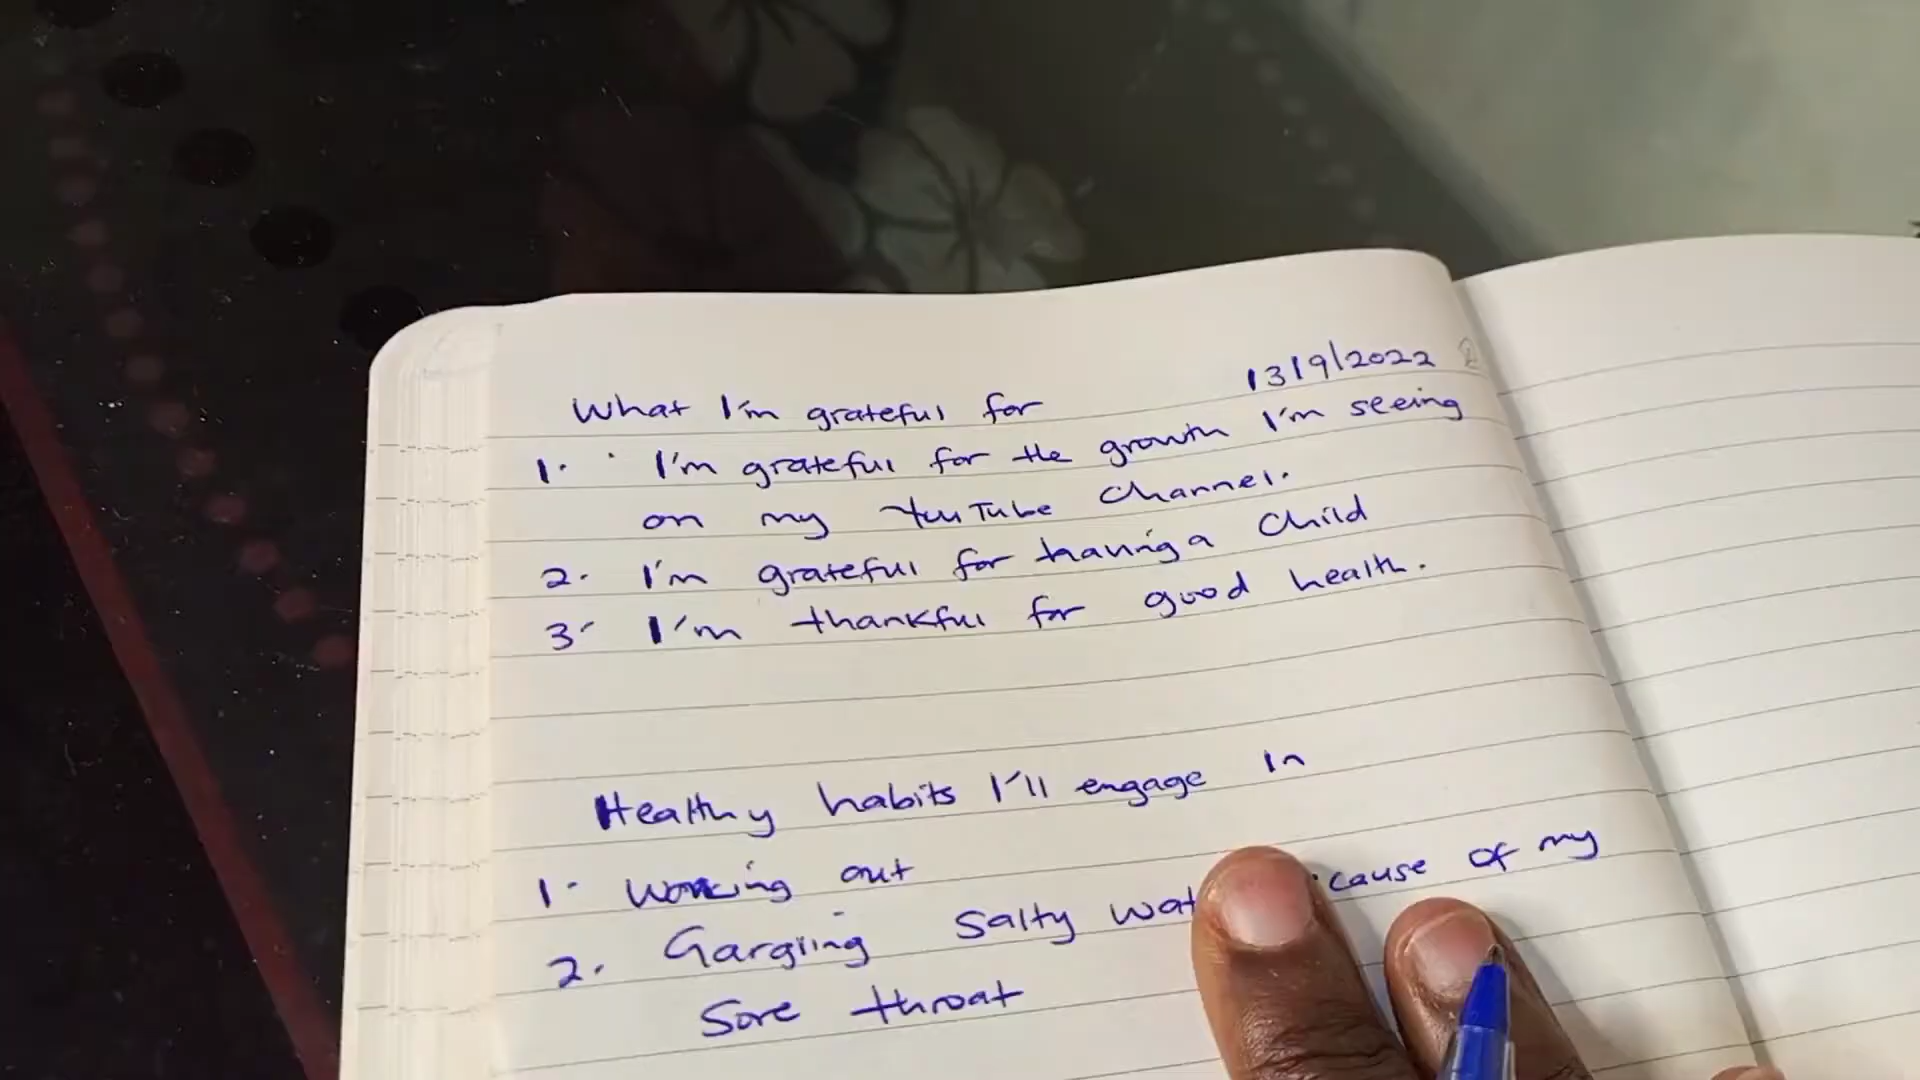 13/9/2022
What I'm grateful for
1. I'm grateful for the growth I'm seeing
on my YouTube channel.
2. I'm grateful for having a child
3. I'm thankful for good health.
Healthy habits I'll engage in
1. Working out
2. Gargling salty of my
sore throat